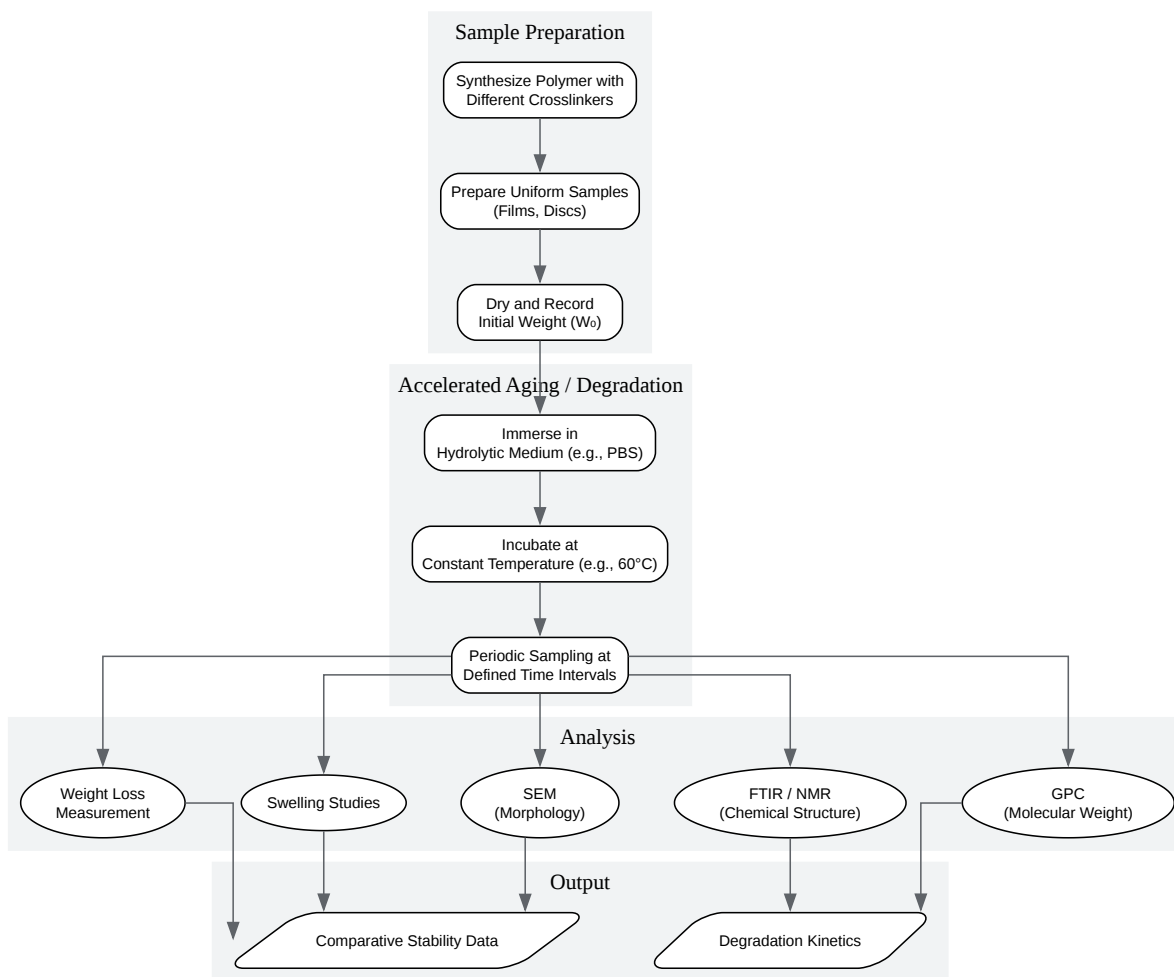 Sample Preparation
Synthesize Polymer with
Different Crosslinkers
Prepare Uniform Samples
(Films, Discs)
Dry and Record
Initial Weight (W₀)
Accelerated Aging / Degradation
Immerse in
Hydrolytic Medium (e.g., PBS)
Incubate at
Constant Temperature (e.g., 60°C)
Periodic Sampling at
Defined Time Intervals
Analysis
Weight Loss
Measurement
Swelling Studies
SEM
(Morphology)
FTIR / NMR
(Chemical Structure)
GPC
(Molecular Weight)
Output
Comparative Stability Data
Degradation Kinetics